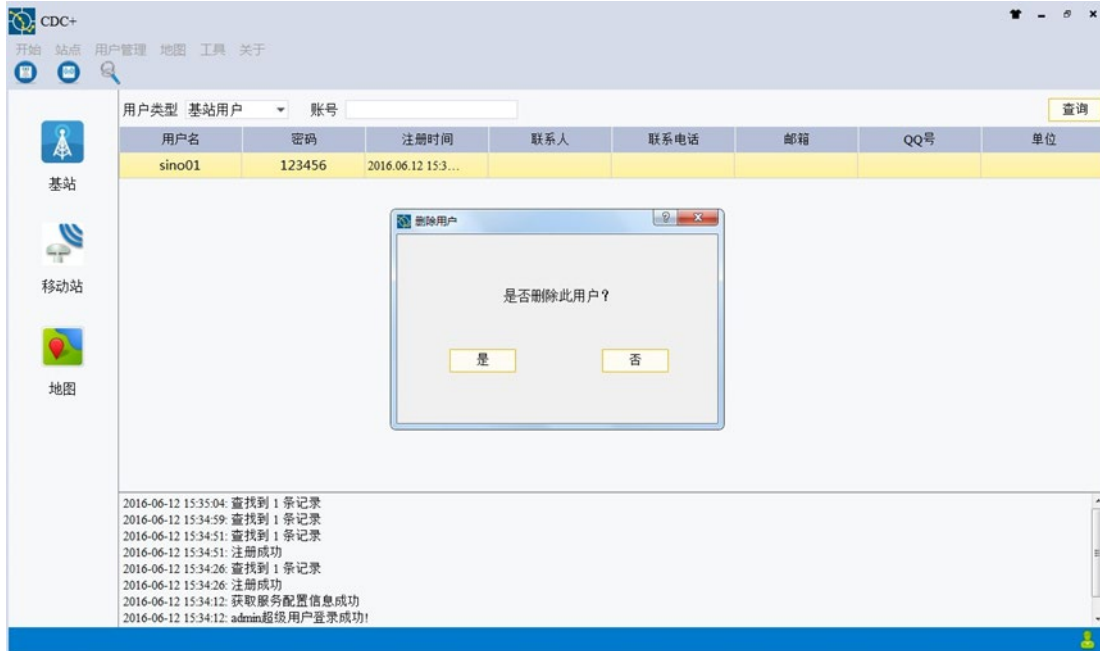 CDC+
开始 站点 用户管理 地图 工具 关于
用户类型 基站用户 账号 查询
用户名 密码 注册时间 联系人 联系电话 邮箱 QQ号 单位
sino01 123456 2016.06.12 15:3...
基站
移动站
地图
删除用户
是否删除此用户?
是 否
2016-06-12 15:35:04: 查找到 1 条记录
2016-06-12 15:34:59: 查找到 1 条记录
2016-06-12 15:34:51: 查找到 1 条记录
2016-06-12 15:34:51: 注册成功
2016-06-12 15:34:26: 查找到 1 条记录
2016-06-12 15:34:26: 注册成功
2016-06-12 15:34:12: 获取服务配置信息成功
2016-06-12 15:34:12: admin超级用户登录成功!